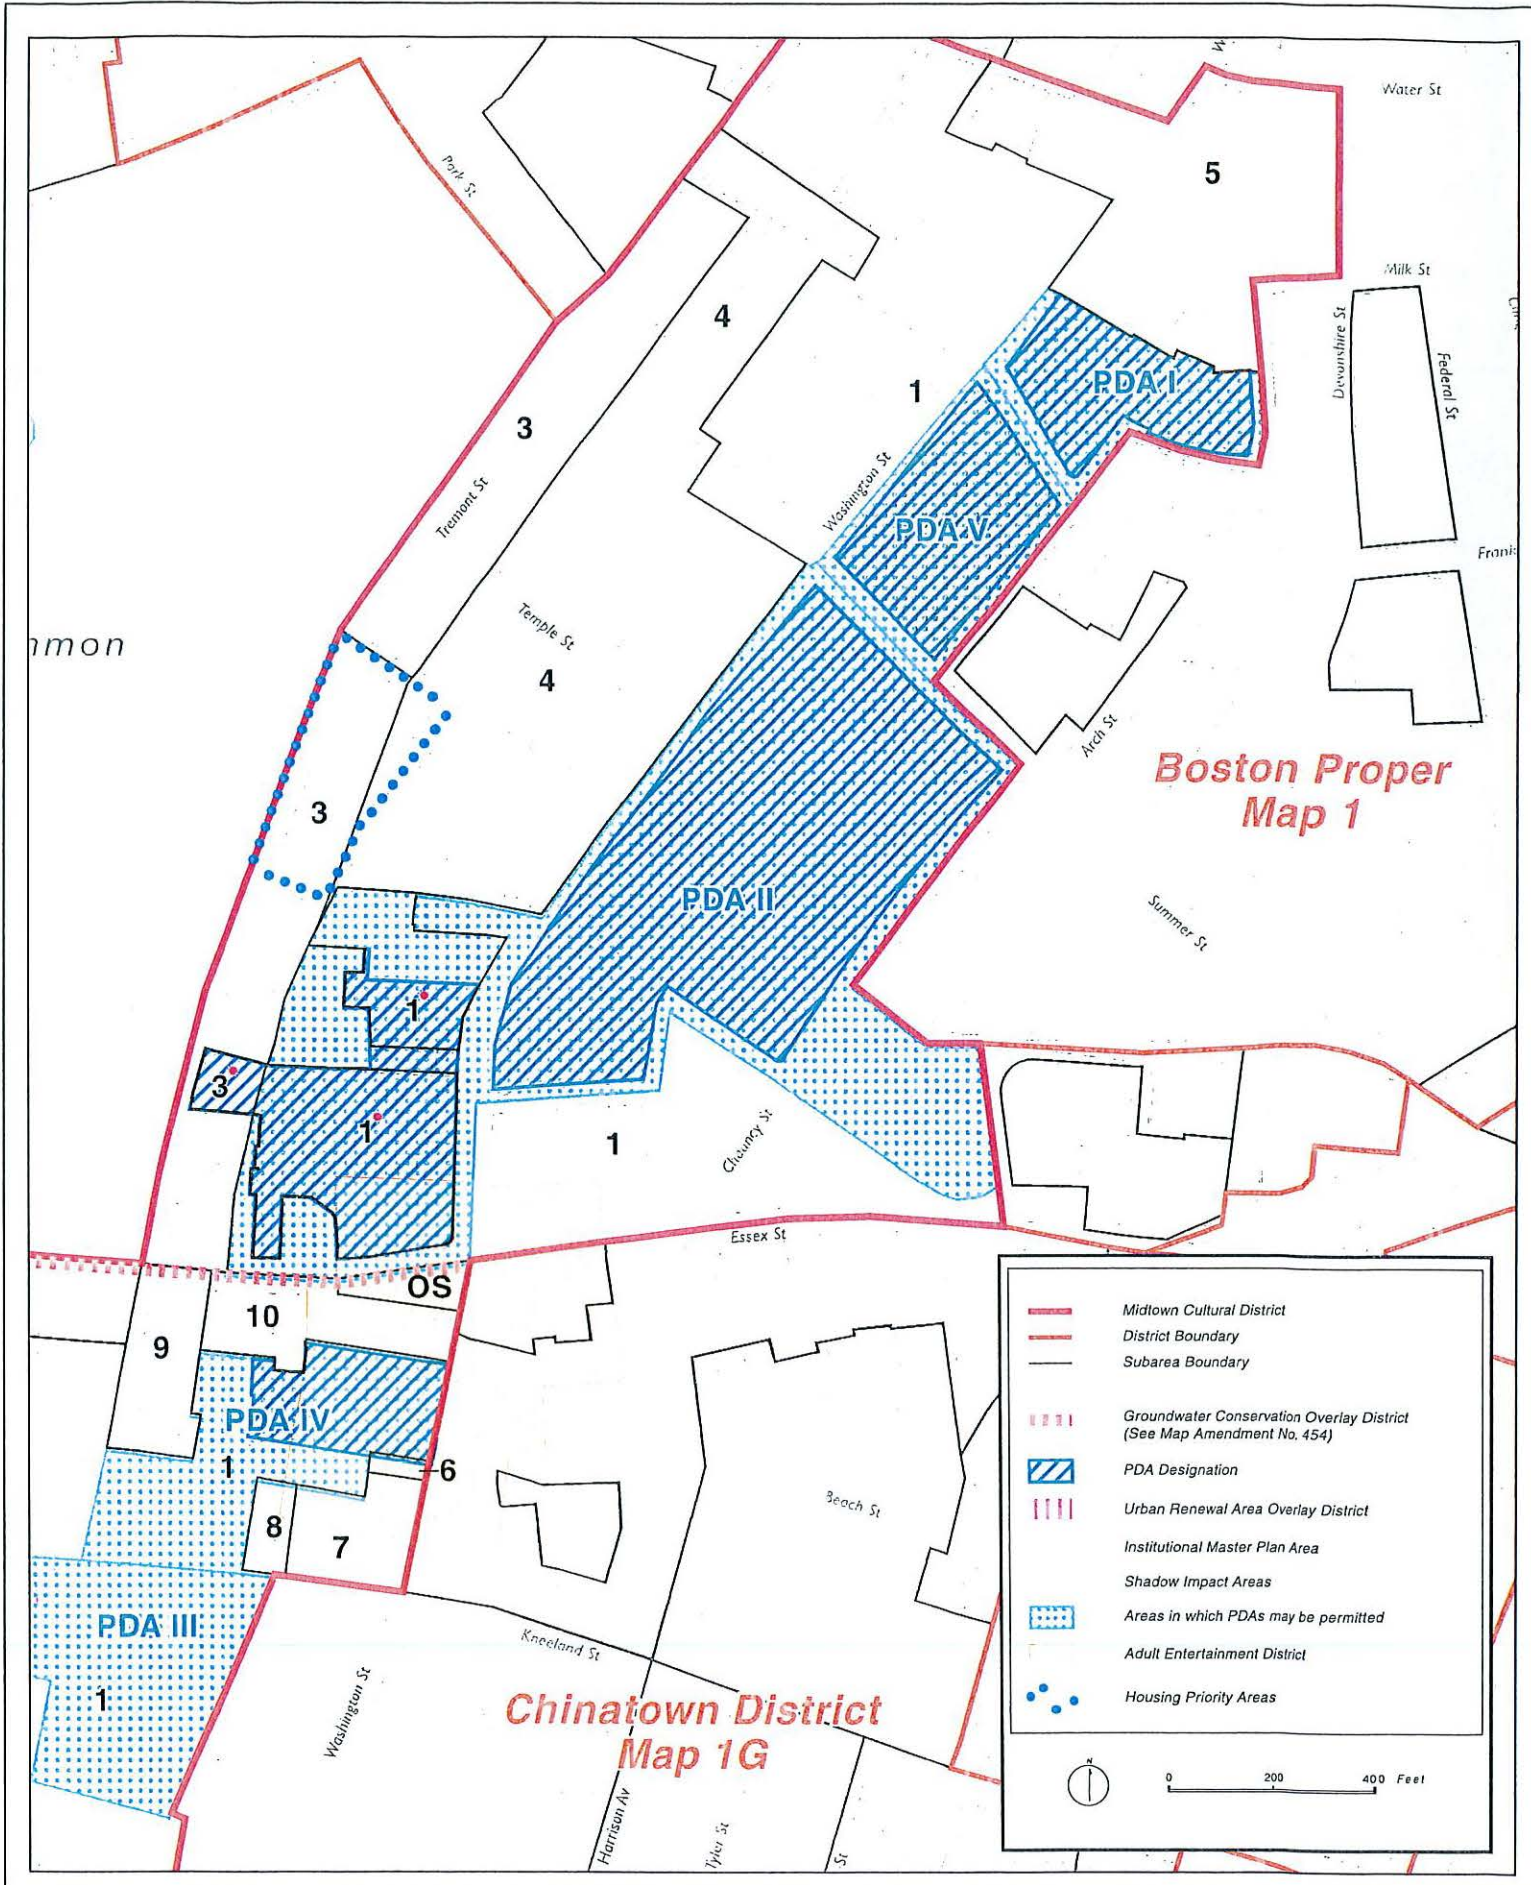 W
Water St
Park St
5
Milk St
4
Devonshire St
Federal St
PDA I
1
3
Tremont St
Washington St
PDA V
Temple St
mmon
4
Arch St
Boston Proper
Map 1
3
PDA II
Summer St
1
3
1
1
Chauncy St
Essex St
OS
10
9
PDA IV
1
6
8
7
Beach St
PDA III
Kneeland St
1
Washington St
Chinatown District
Map 1G
Harrison Av
Tyler St
St
Midtown Cultural District
District Boundary
Subarea Boundary
Groundwater Conservation Overlay District
(See Map Amendment No. 454)
PDA Designation
Urban Renewal Area Overlay District
Institutional Master Plan Area
Shadow Impact Areas
Areas in which PDAs may be permitted
Adult Entertainment District
Housing Priority Areas
N
0 200 400 Feet